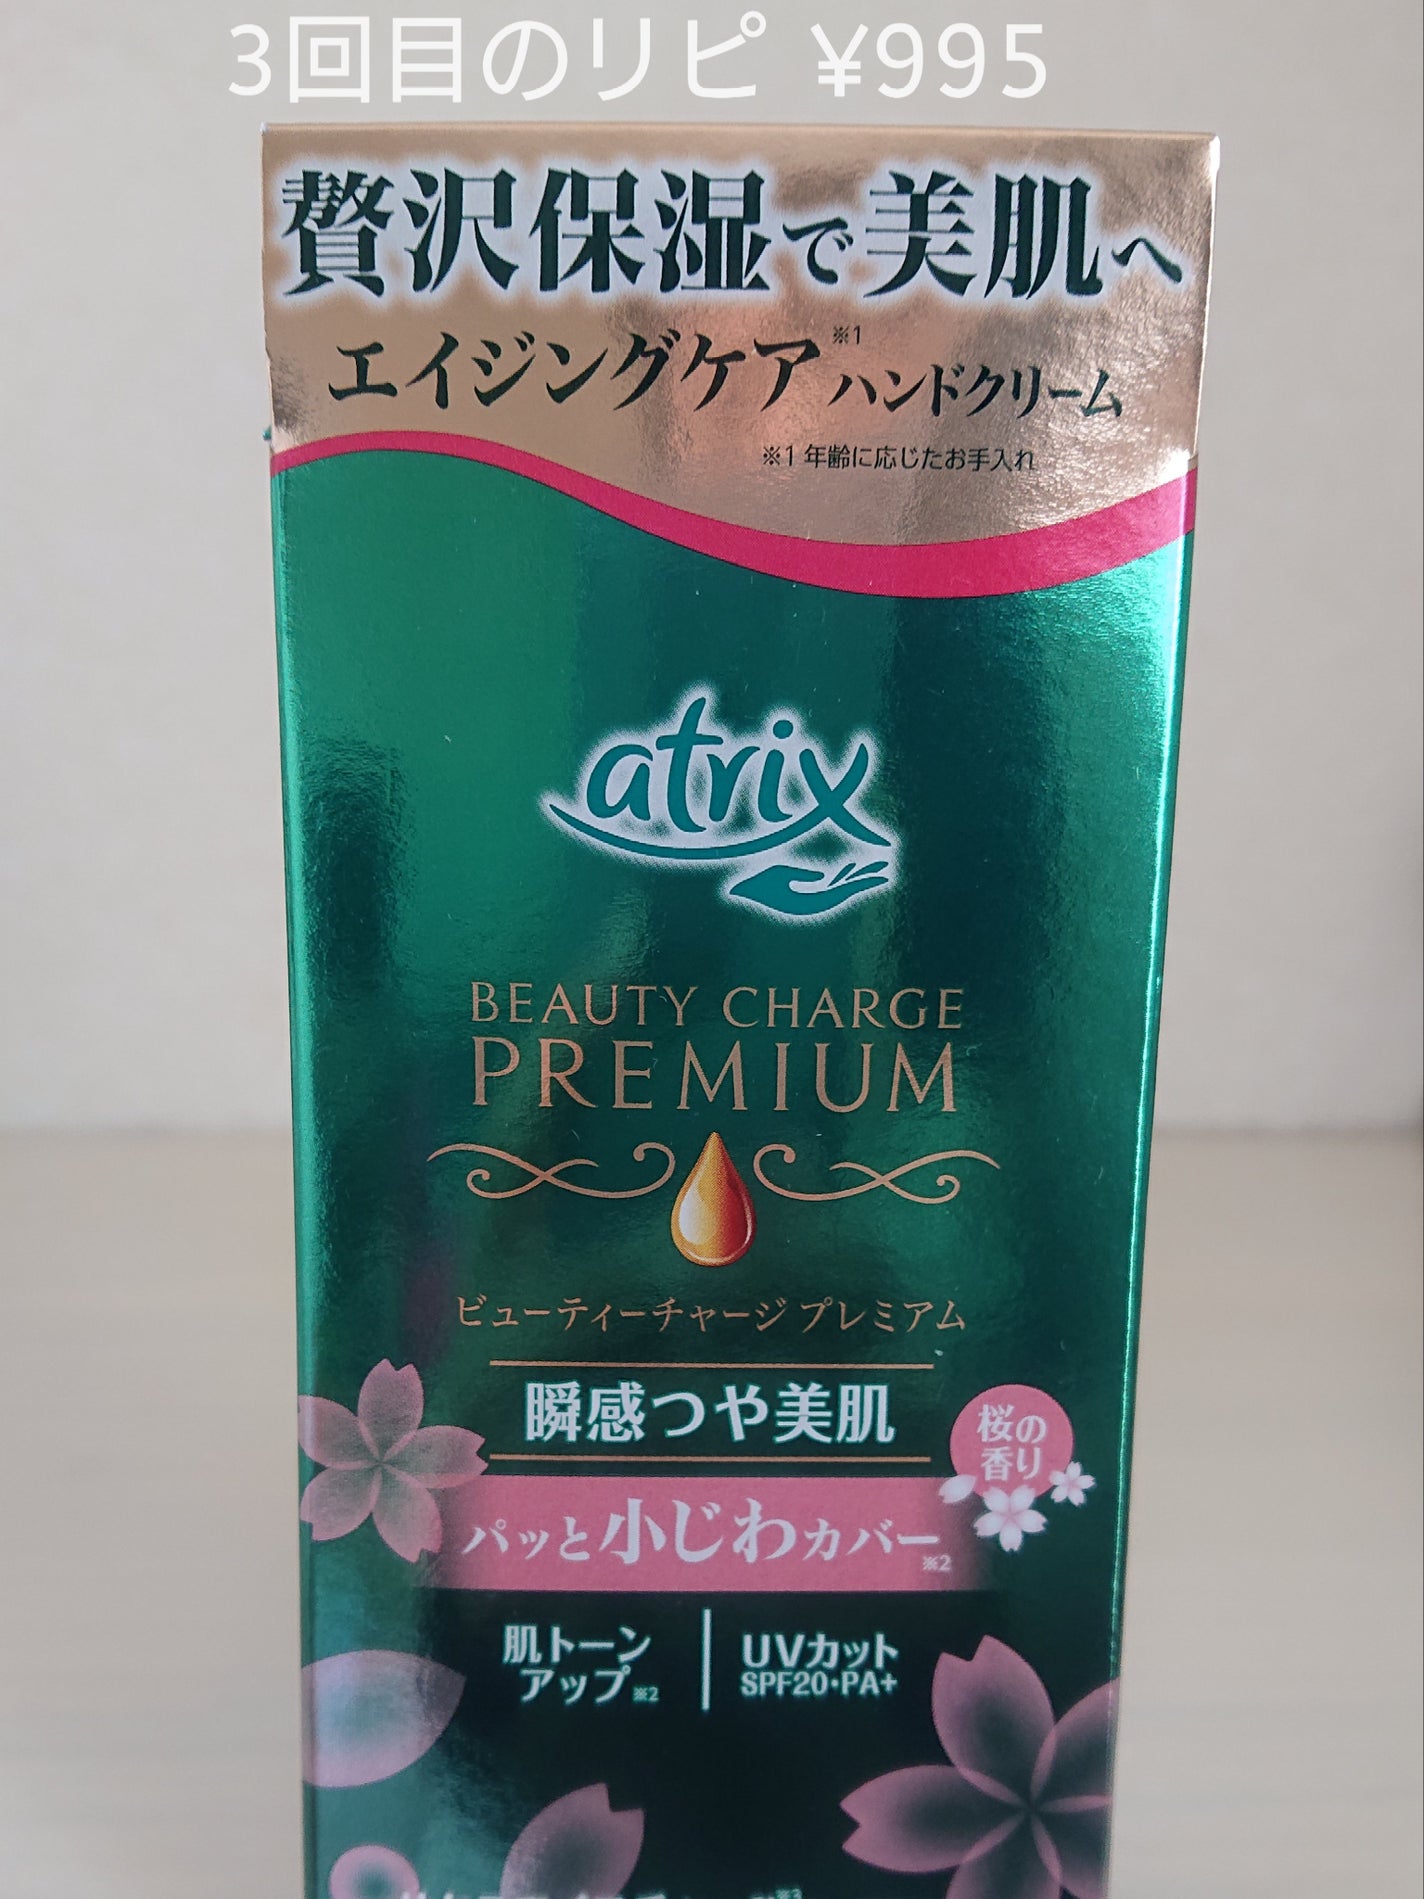 3回目のリピ ¥995
贅沢保湿で美肌へ
エイジングケア※1ハンドクリーム
※1 年齢に応じたお手入れ
atrix
BEAUTY CHARGE
PREMIUM
ビューティーチャージ プレミアム
瞬感つや美肌
桜の
香り
パッと小じわカバー※2
肌トーン
アップ※2
UVカット
SPF20・PA+